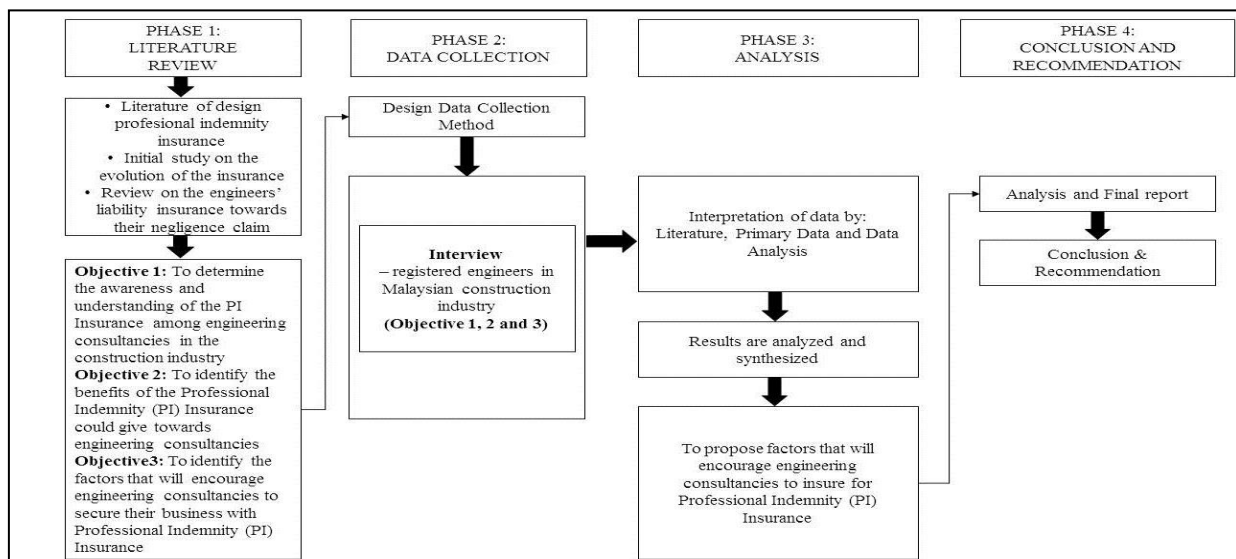 PHASE 1:
LITERATURE
REVIEW
• Literature of design
profesional indemnity
insurance
• Initial study on the
evolution of the insurance
• Review on the engineers'
liability insurance towards
their negligence claim
Objective 1: To determine
the awareness and
understanding of the PI
Insurance among engineering
consultancies in the
construction industry
Objective 2: To identify the
benefits of the Professional
Indemnity (PI) Insurance
could give towards
engineering consultancies
Objective3: To identify the
factors that will encourage
engineering consultancies to
secure their business with
Professional Indemnity (PI)
Insurance
PHASE 2:
DATA COLLECTION
Design Data Collection
Method
Interview
– registered engineers in
Malaysian construction
industry
(Objective 1, 2 and 3)
PHASE 3:
ANALYSIS
Interpretation of data by:
Literature, Primary Data and Data
Analysis
Results are analyzed and
synthesized
To propose factors that will
encourage engineering
consultancies to insure for
Professional Indemnity (PI)
Insurance
PHASE 4:
CONCLUSION AND
RECOMMENDATION
Analysis and Final report
Conclusion &
Recommendation